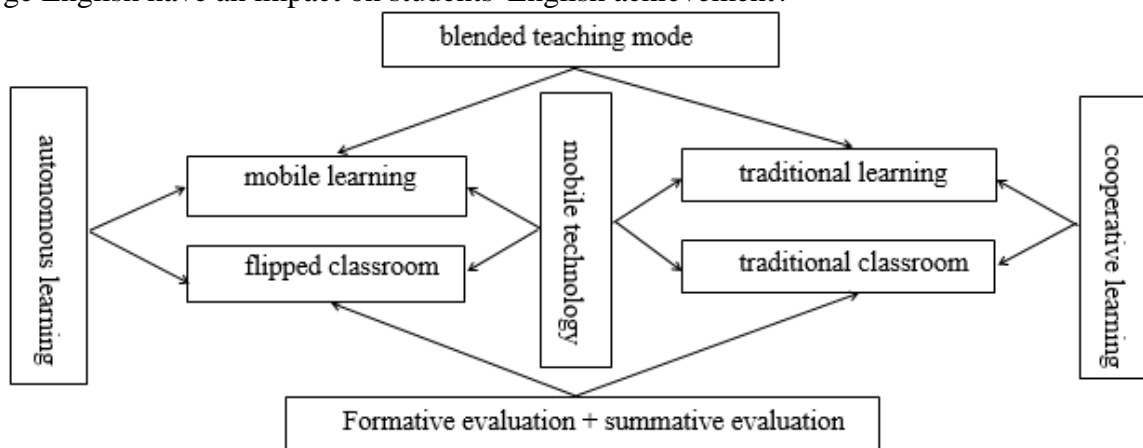 ge English have an impact on students' English achievement?
blended teaching mode
autonomous learning
mobile learning
flipped classroom
mobile technology
traditional learning
traditional classroom
cooperative learning
Formative evaluation + summative evaluation